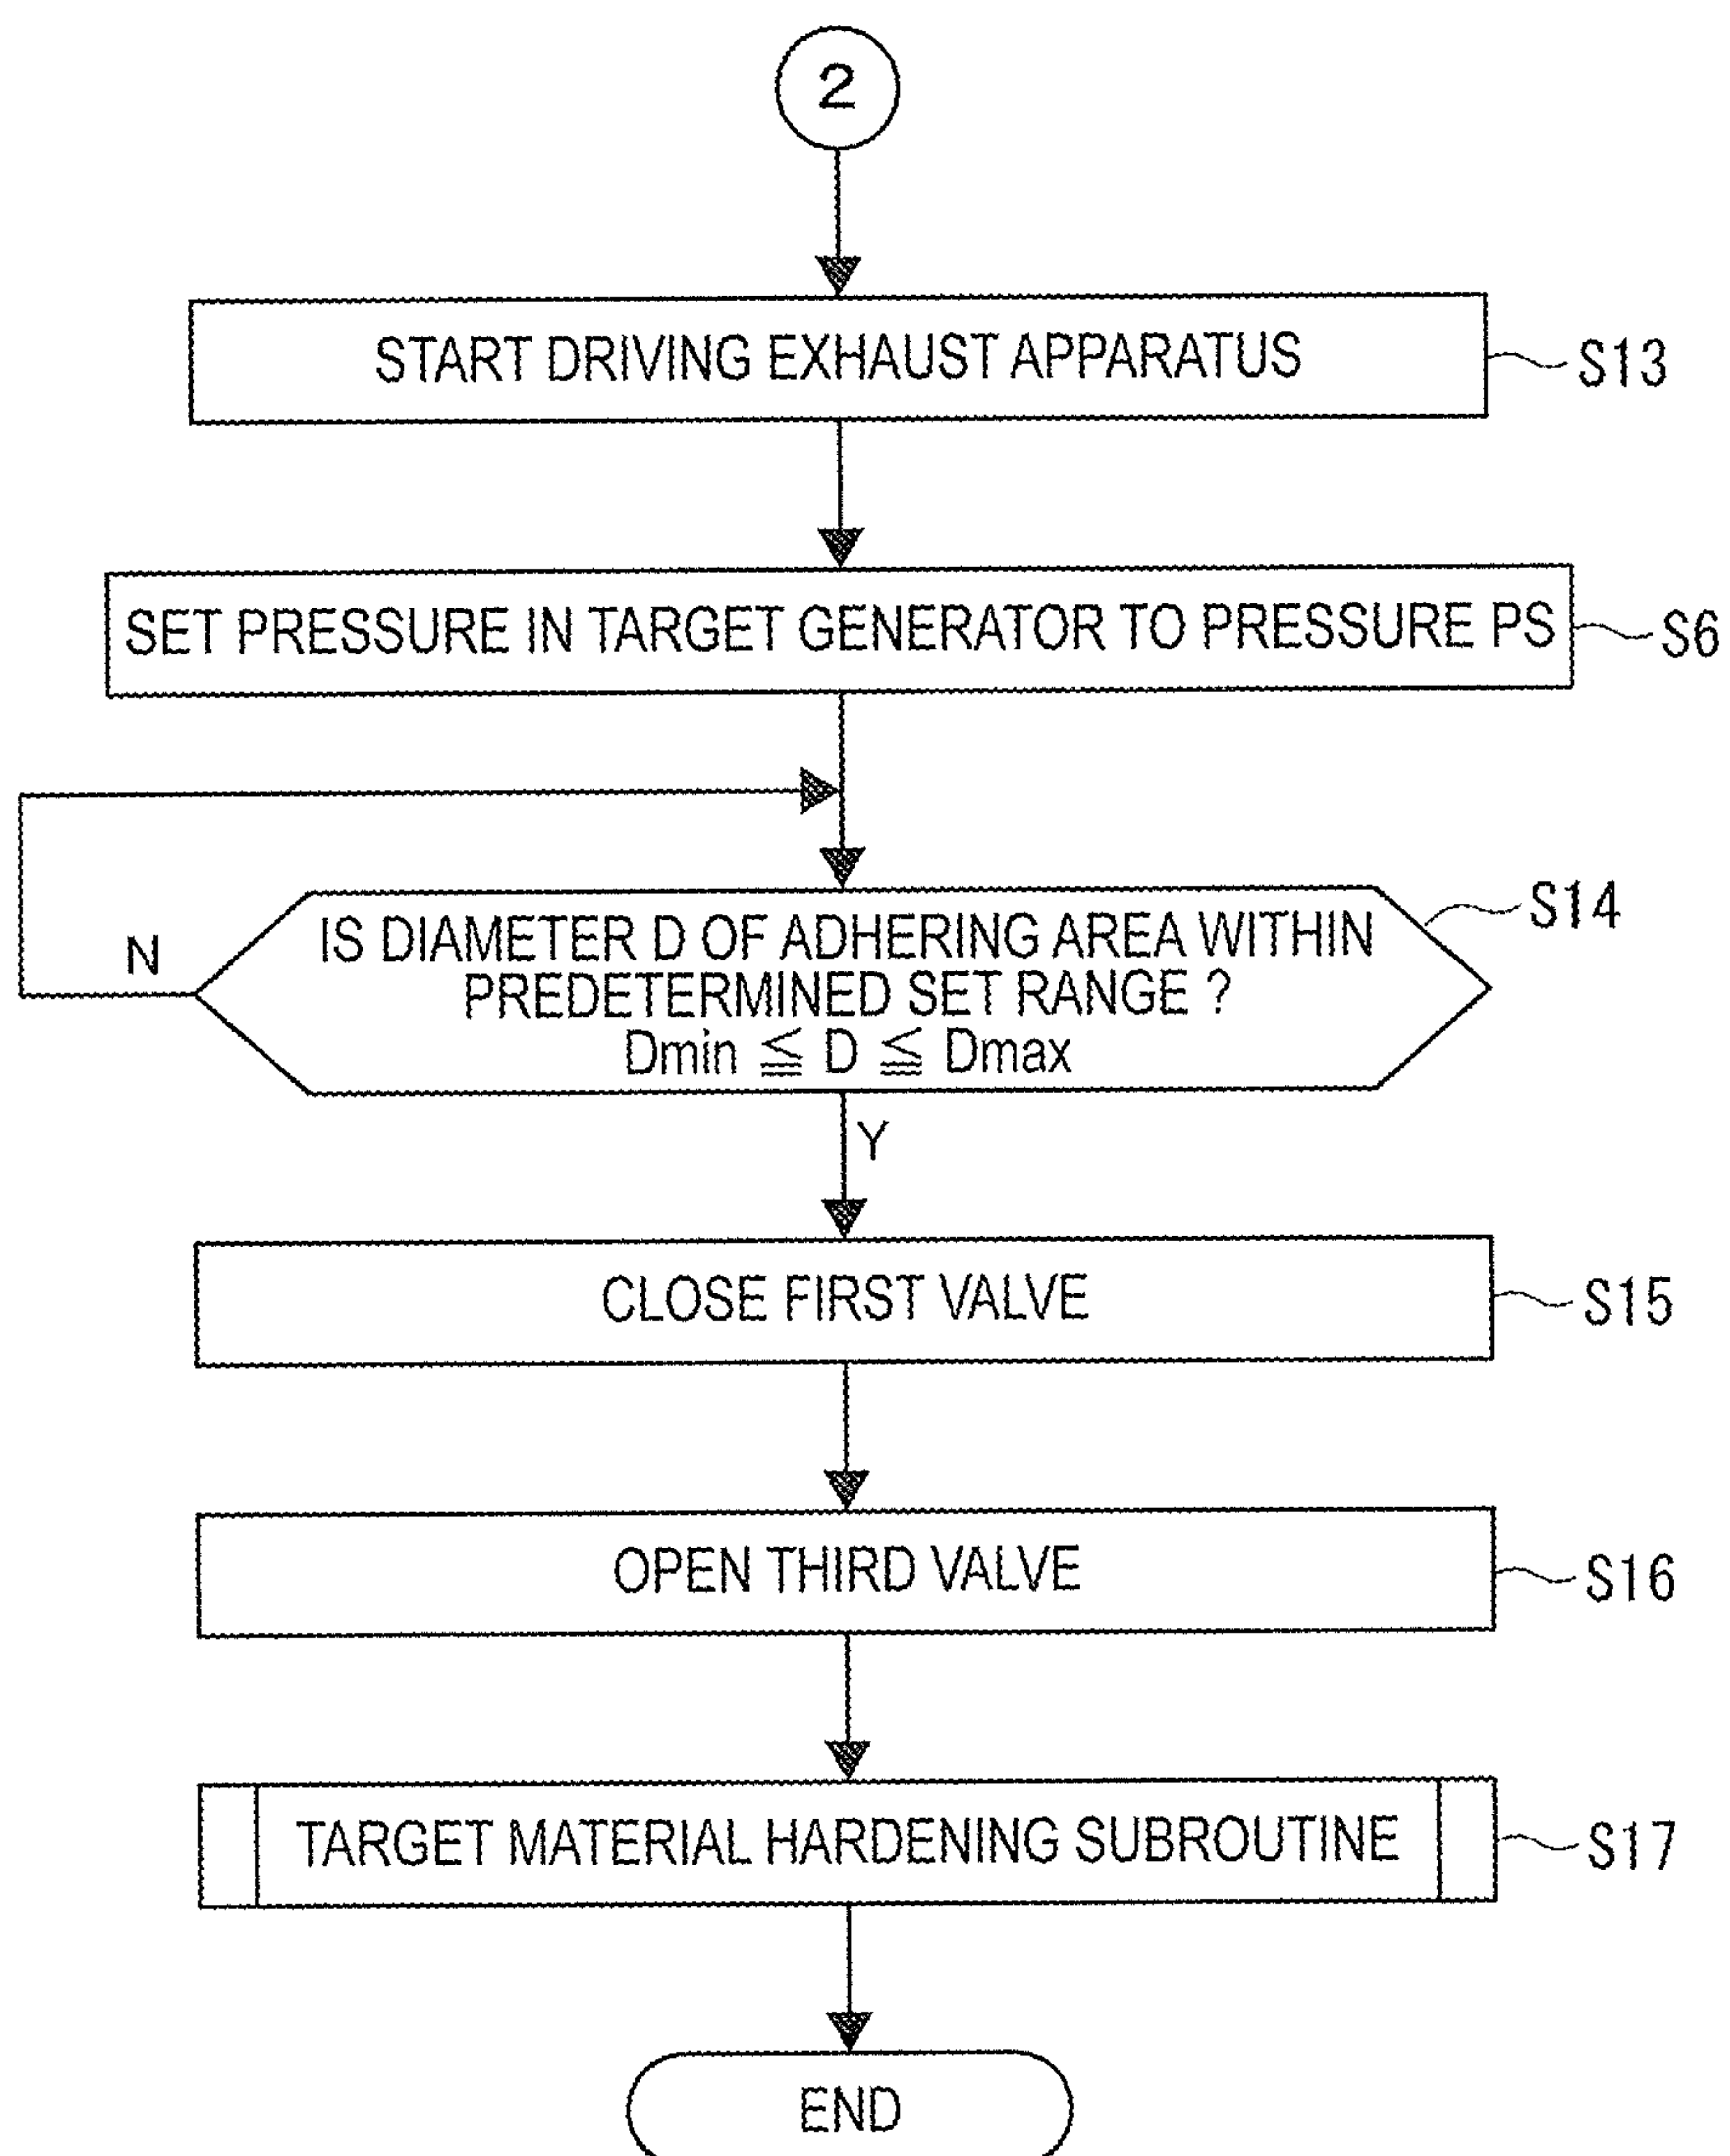 2
START DRIVING EXHAUST APPARATUS
S13
SET PRESSURE IN TARGET GENERATOR TO PRESSURE PS
S6
IS DIAMETER D OF ADHERING AREA WITHIN
PREDETERMINED SET RANGE ?
Dmin ≦ D ≦ Dmax
S14
N
Y
CLOSE FIRST VALVE
S15
OPEN THIRD VALVE
S16
TARGET MATERIAL HARDENING SUBROUTINE
S17
END